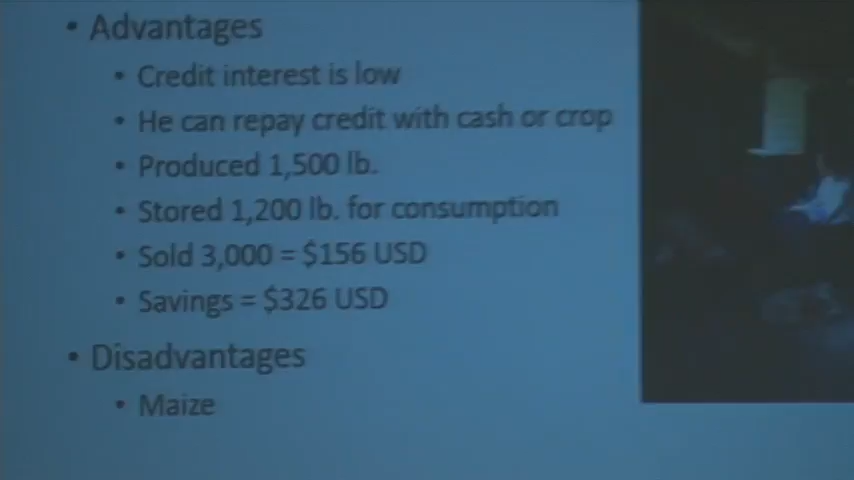 • Advantages
• Credit interest is low
• He can repay credit with cash or crop
• Produced 1,500 lb.
• Stored 1,200 lb. for consumption
• Sold 3,000 = $156 USD
• Savings = $326 USD
• Disadvantages
• Maize